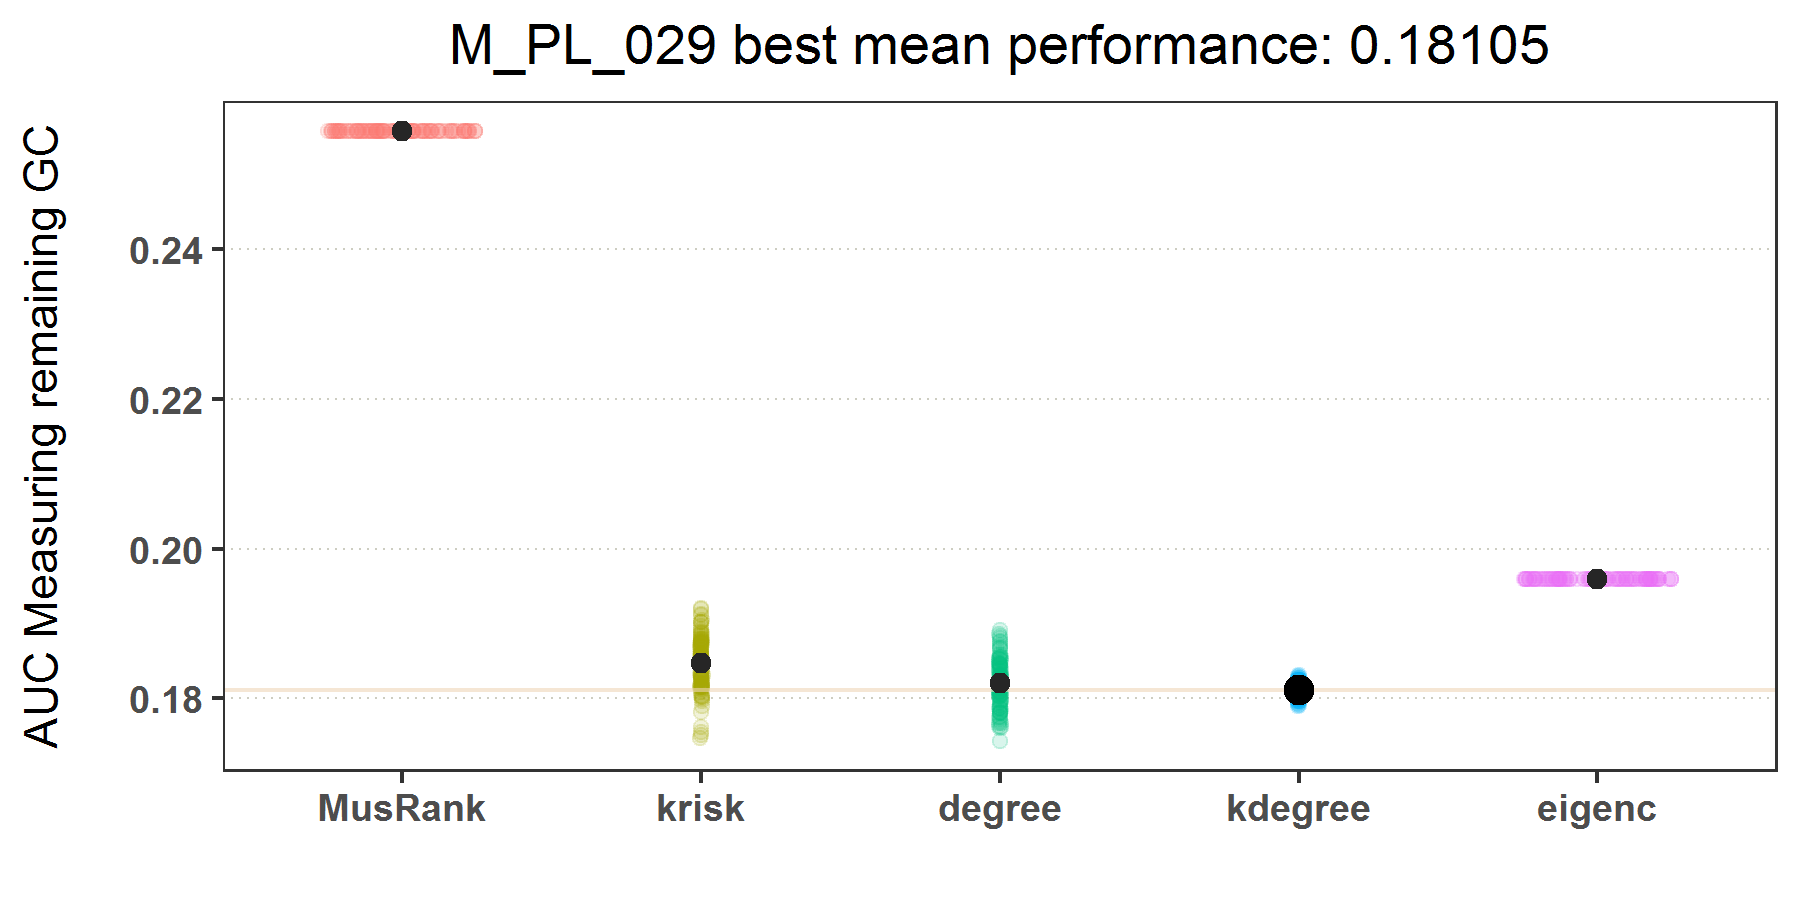 M_PL_029 best mean performance: 0.18105
AUC Measuring remaining GC
0.24
0.22
0.20
0.18
MusRank
krisk
degree
kdegree
eigenc